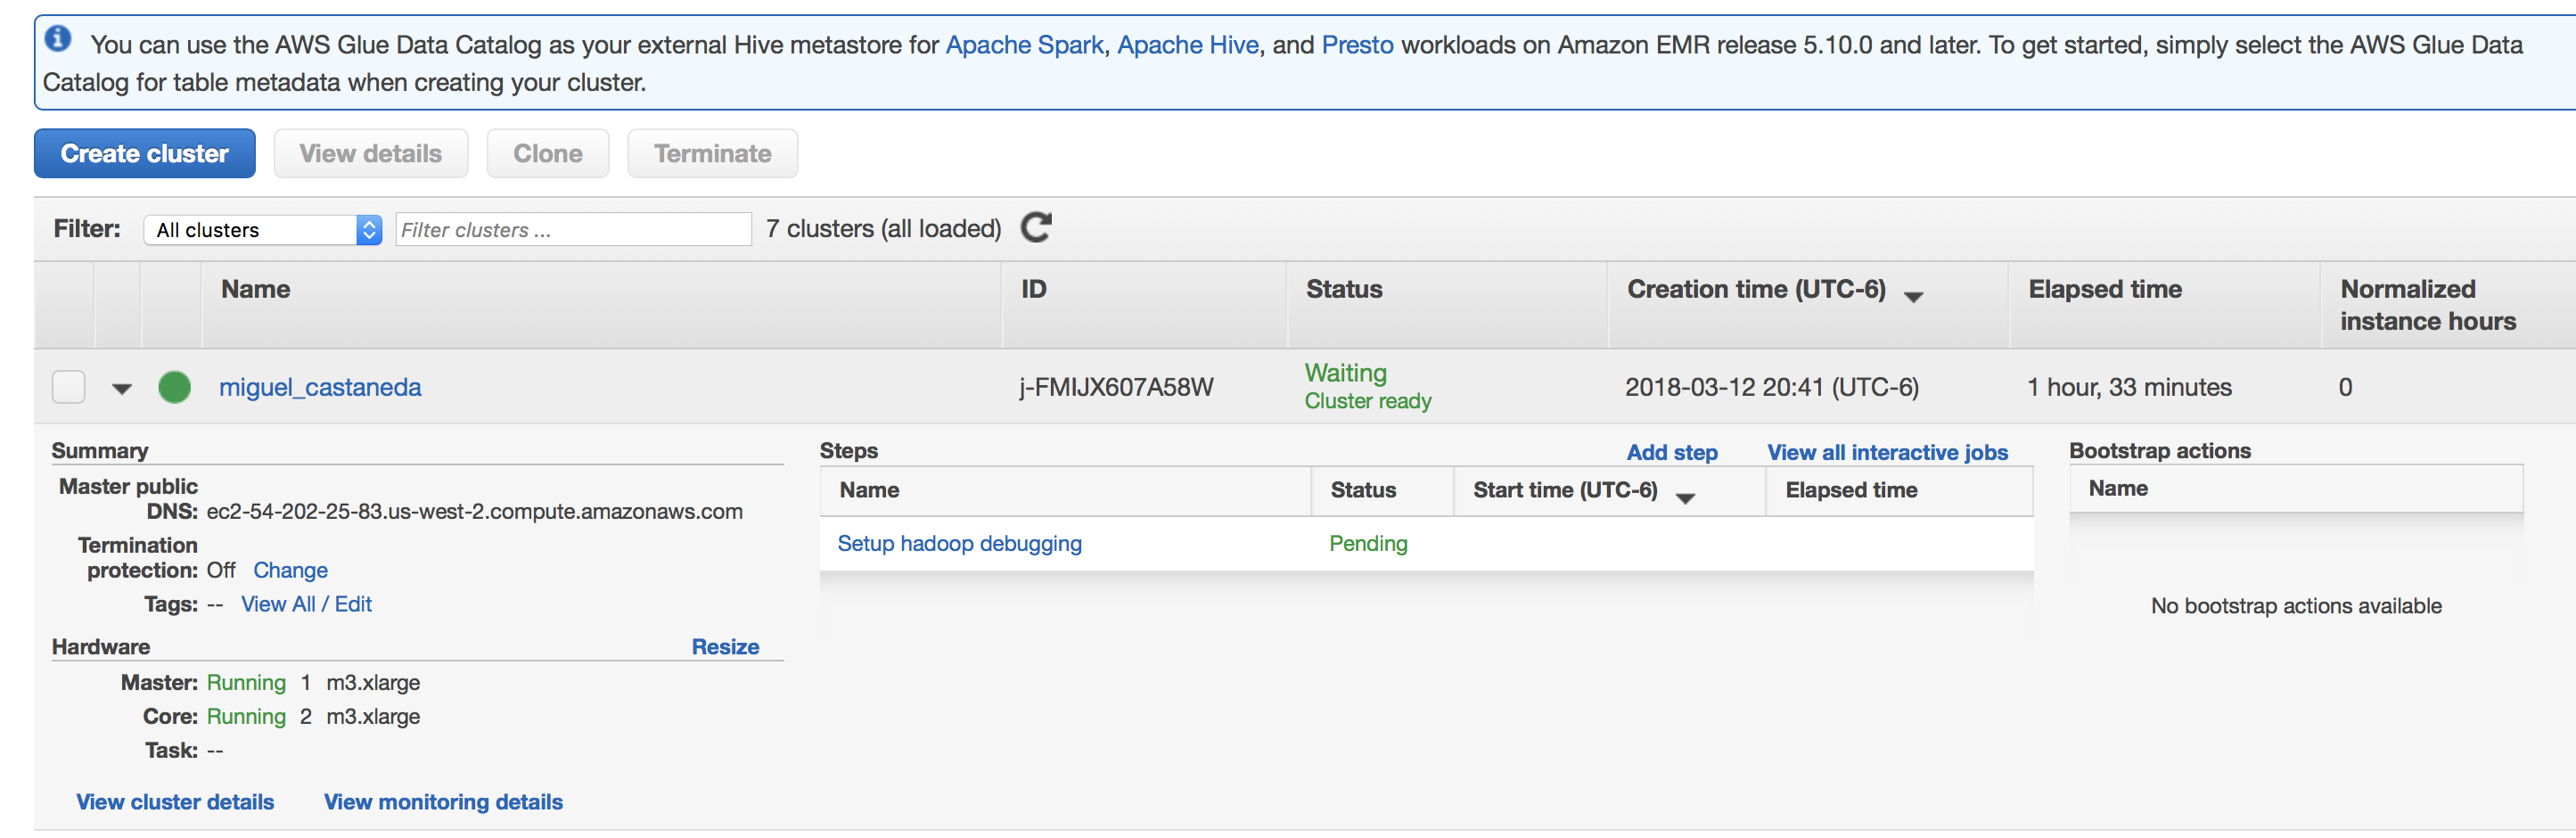 You can use the AWS Glue Data Catalog as your external Hive metastore for Apache Spark, Apache Hive, and Presto workloads on Amazon EMR release 5.10.0 and later. To get started, simply select the AWS Glue Data
Catalog for table metadata when creating your cluster.
Create cluster View details Clone Terminate
Filter: All clusters Filter clusters ... 7 clusters (all loaded)
Name ID Status Creation time (UTC-6) Elapsed time Normalized
instance hours
miguel_castaneda j-FMIJX607A58W Waiting 2018-03-12 20:41 (UTC-6) 1 hour, 33 minutes 0
Cluster ready
Summary
Master public
DNS: ec2-54-202-25-83.us-west-2.compute.amazonaws.com
Termination
protection: Off Change
Tags: -- View All / Edit
Hardware Resize
Master: Running 1 m3.xlarge
Core: Running 2 m3.xlarge
Task: --
View cluster details View monitoring details
Steps Add step View all interactive jobs
Name Status Start time (UTC-6) Elapsed time
Setup hadoop debugging Pending
Bootstrap actions
Name
No bootstrap actions available